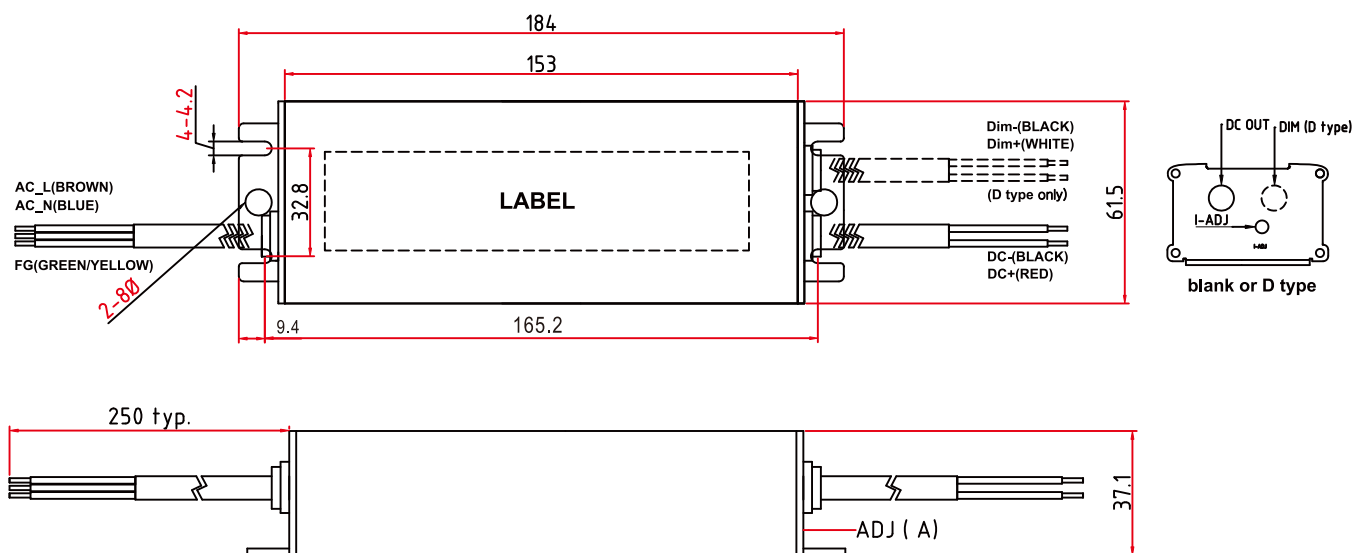 184
153
4-4.2
AC_L(BROWN)
AC_N(BLUE)
FG(GREEN/YELLOW)
2-8Ø
32.8
LABEL
Dim-(BLACK)
Dim+(WHITE)
(D type only)
DC-(BLACK)
DC+(RED)
61.5
9.4
165.2
DC OUT
DIM (D type)
I-ADJ
I-ADJ
blank or D type
250 typ.
37.1
ADJ ( A)